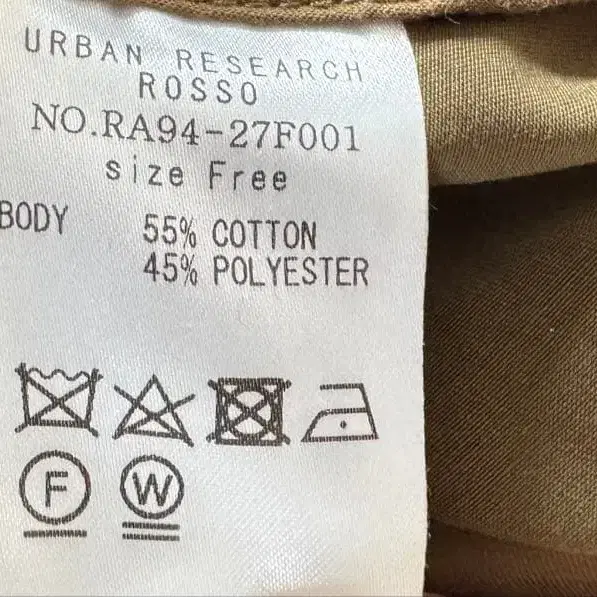 URBAN RESEARCH
ROSSO
NO.RA94-27F001
size Free
BODY 55% COTTON
45% POLYESTER
F W